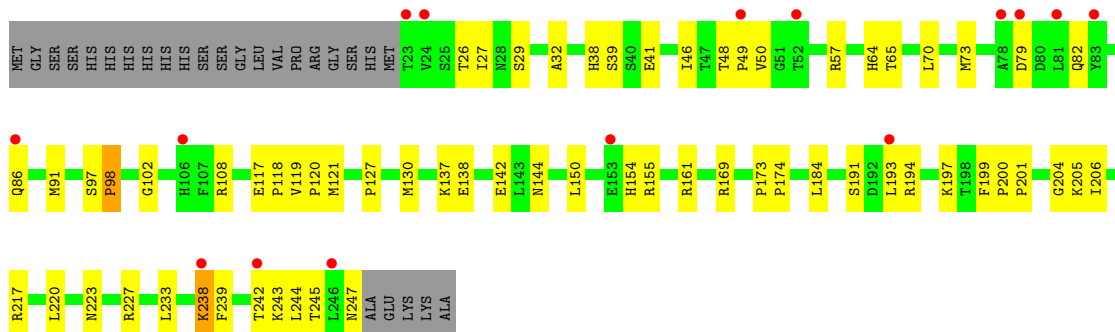 MET GLY SER SER HIS HIS HIS HIS HIS HIS SER SER GLY LEU VAL PRO ARG GLY SER HIS MET T23 V24 S25 T26 I27 N28 S29 A32 H38 S39 S40 E41 I46 T47 T48 P49 V50 G51 T52 R57 H64 T65 L70 M73 A78 D79 D80 L81 Q82 Y83
Q86 M91 S97 P98 G102 H106 F107 R108 E117 P118 V119 P120 M121 P127 M130 K137 E138 E142 L143 N144 L150 E153 H154 R155 R161 R169 P173 P174 L184 S191 D192 L193 R194 K197 T198 F199 P200 P201 G204 K205 I206
R217 L220 N223 R227 L233 K238 F239 T242 K243 L244 T245 L246 N247 ALA GLU LYS LYS ALA